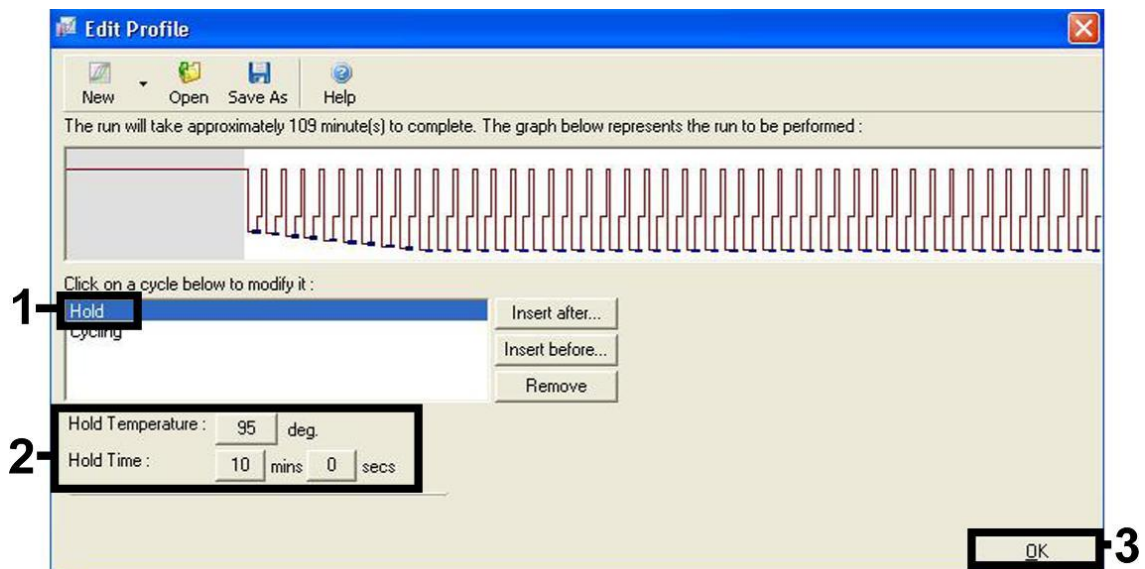 Edit Profile
New Open Save As Help
The run will take approximately 109 minute(s) to complete. The graph below represents the run to be performed :
Click on a cycle below to modify it :
1 Hold Insert after...
Cycling Insert before...
Remove
2 Hold Temperature : 95 deg.
Hold Time : 10 mins 0 secs
OK 3